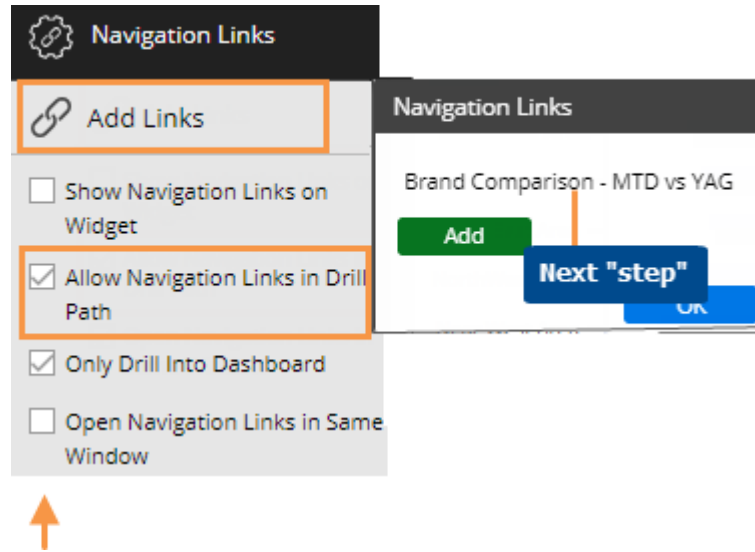 Navigation Links
Add Links
Show Navigation Links on
Widget
Allow Navigation Links in Drill
Path
Only Drill Into Dashboard
Open Navigation Links in Same
Window
Navigation Links
Brand Comparison - MTD vs YAG
Add
Next "step"
OK